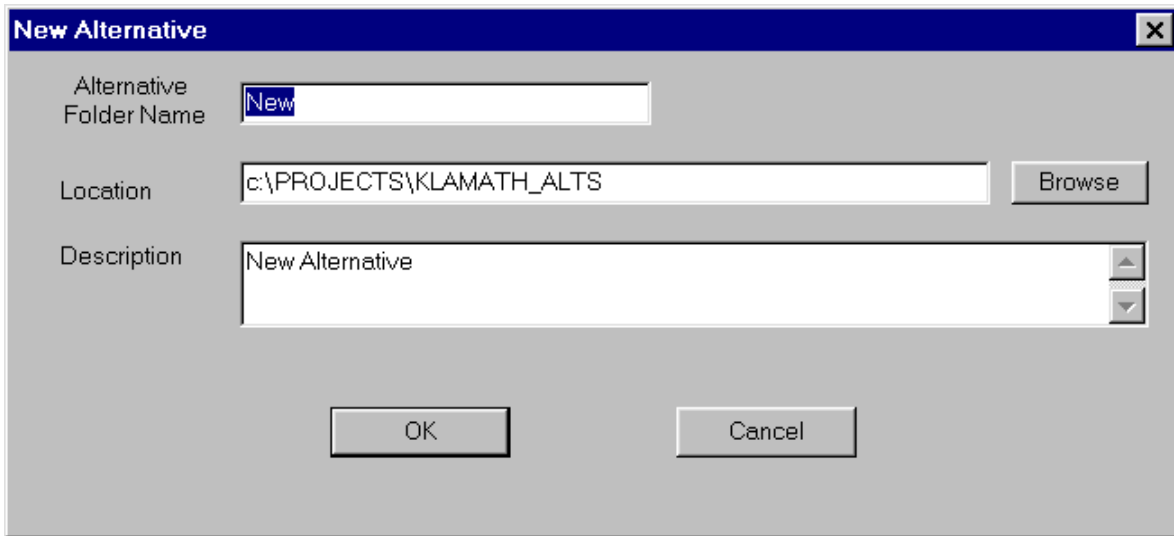 New Alternative
Alternative
Folder Name
New
Location
c:\PROJECTS\KLAMATH_ALTS
Browse
Description
New Alternative
OK
Cancel